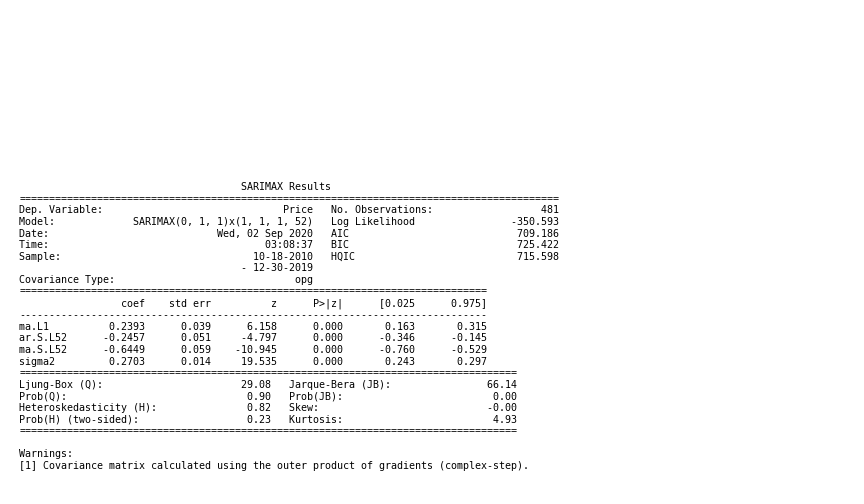 SARIMAX Results
==========================================================================================
Dep. Variable:                              Price   No. Observations:                  481
Model:             SARIMAX(0, 1, 1)x(1, 1, 1, 52)   Log Likelihood                -350.593
Date:                            Wed, 02 Sep 2020   AIC                            709.186
Time:                                    03:08:37   BIC                            725.422
Sample:                                10-18-2010   HQIC                           715.598
                                     - 12-30-2019
Covariance Type:                              opg
==============================================================================
                 coef    std err          z      P>|z|      [0.025      0.975]
------------------------------------------------------------------------------
ma.L1          0.2393      0.039      6.158      0.000       0.163       0.315
ar.S.L52      -0.2457      0.051     -4.797      0.000      -0.346      -0.145
ma.S.L52      -0.6449      0.059    -10.945      0.000      -0.760      -0.529
sigma2         0.2703      0.014     19.535      0.000       0.243       0.297
===================================================================================
Ljung-Box (Q):                       29.08   Jarque-Bera (JB):                66.14
Prob(Q):                              0.90   Prob(JB):                         0.00
Heteroskedasticity (H):               0.82   Skew:                            -0.00
Prob(H) (two-sided):                  0.23   Kurtosis:                         4.93
===================================================================================
Warnings:
[1] Covariance matrix calculated using the outer product of gradients (complex-step).